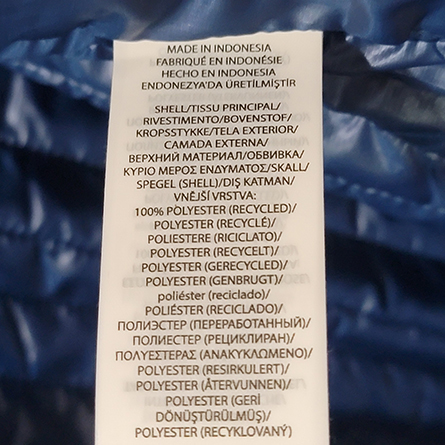 MADE IN INDONESIA
FABRIQUÉ EN INDONÉSIE
HECHO EN INDONESIA
ENDONEZYA'DA ÜRETİLMİŞTİR
SHELL/TISSU PRINCIPAL/
RIVESTIMENTO/BOVENSTOF/
KROPSSTYKKE/TELA EXTERIOR/
CAMADA EXTERNA/
ВЕРХНИЙ МАТЕРИАЛ/ОБВИВКА/
ΚΥΡΙΟ ΜΕΡΟΣ ΕΝΔΥΜΑΤΟΣ/SKALL/
SPEGEL (SHELL)/DIŞ KATMAN/
VNĚJŠÍ VRSTVA:
100% POLYESTER (RECYCLED)/
POLYESTER (RECYCLÉ)/
POLIESTERE (RICICLATO)/
POLYESTER (RECYCELT)/
POLYESTER (GERECYCLED)/
POLYESTER (GENBRUGT)/
poliéster (reciclado)/
POLIÉSTER (RECICLADO)/
ПОЛИЭСТЕР (ПЕРЕРАБОТАННЫЙ)/
ПОЛИЕСТЕР (РЕЦИКЛИРАН)/
ΠΟΛΥΕΣΤΕΡΑΣ (ΑΝΑΚΥΚΛΩΜΕΝΟ)/
POLYESTER (RESIRKULERT)/
POLYESTER (ÅTERVUNNEN)/
POLYESTER (GERİ
DÖNÜŞTÜRÜLMÜŞ)/
POLYESTER (RECYKLOVANÝ)